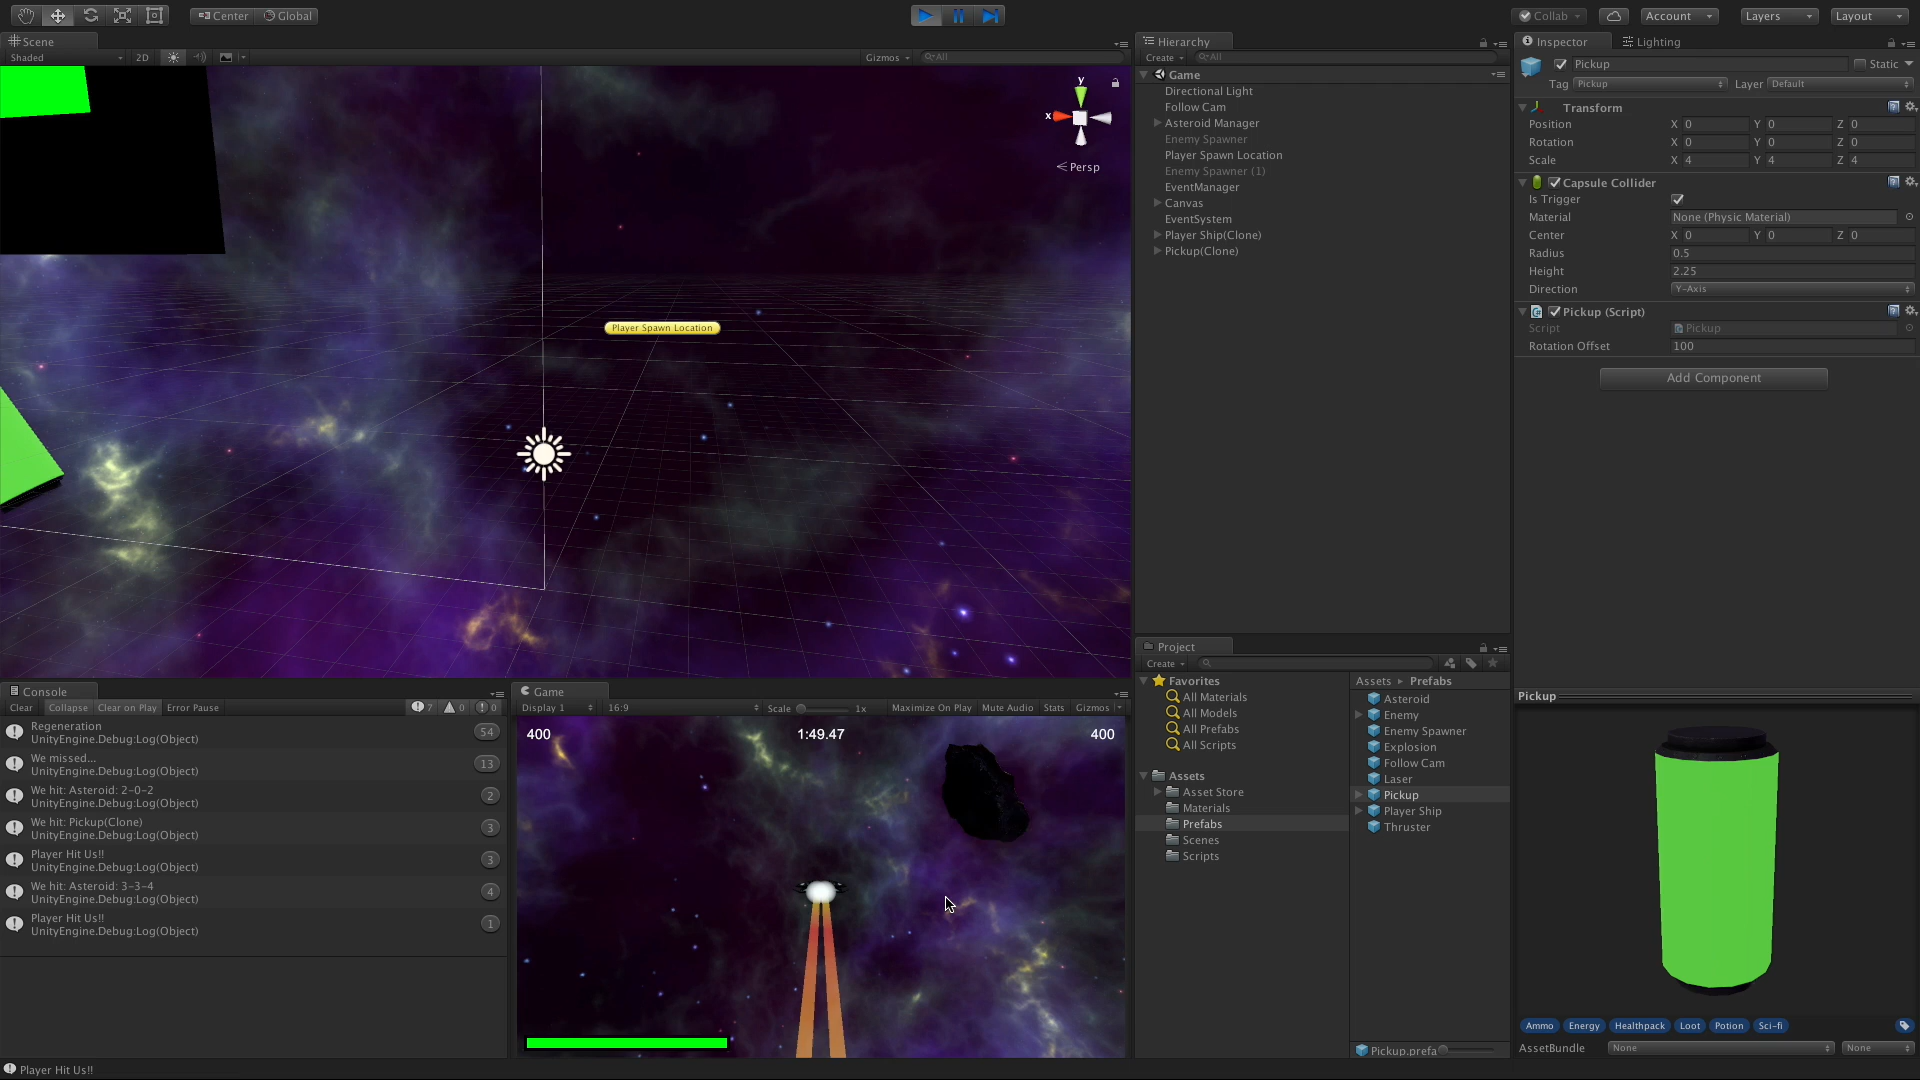 Center Global
Collab Account Layers Layout
Scene
Shaded 2D Gizmos All
y
x
Persp
Player Spawn Location
Hierarchy
Create All
Game
Directional Light
Follow Cam
Asteroid Manager
Enemy Spawner
Player Spawn Location
Enemy Spawner (1)
EventManager
Canvas
EventSystem
Player Ship(Clone)
Pickup(Clone)
Inspector Lighting
Pickup Static
Tag Pickup Layer Default
Transform
Position X 0 Y 0 Z 0
Rotation X 0 Y 0 Z 0
Scale X 4 Y 4 Z 4
Capsule Collider
Is Trigger
Material None (Physic Material)
Center X 0 Y 0 Z 0
Radius 0.5
Height 2.25
Direction Y-Axis
Pickup (Script)
Script Pickup
Rotation Offset 100
Add Component
Console
Clear Collapse Clear on Play Error Pause 7 0 0
Regeneration
UnityEngine.Debug:Log(Object) 54
We missed...
UnityEngine.Debug:Log(Object) 13
We hit: Asteroid: 2-0-2
UnityEngine.Debug:Log(Object) 2
We hit: Pickup(Clone)
UnityEngine.Debug:Log(Object) 3
Player Hit Us!!
UnityEngine.Debug:Log(Object) 3
We hit: Asteroid: 3-3-4
UnityEngine.Debug:Log(Object) 4
Player Hit Us!!
UnityEngine.Debug:Log(Object) 1
Player Hit Us!!
Game
Display 1 16:9 Scale 1x Maximize On Play Mute Audio Stats Gizmos
400 1:49.47 400
Project
Create
Favorites
All Materials
All Models
All Prefabs
All Scripts
Assets
Asset Store
Materials
Prefabs
Scenes
Scripts
Assets Prefabs
Asteroid
Enemy
Enemy Spawner
Explosion
Follow Cam
Laser
Pickup
Player Ship
Thruster
Pickup.prefa
Pickup
Ammo Energy Healthpack Loot Potion Sci-fi
AssetBundle None None